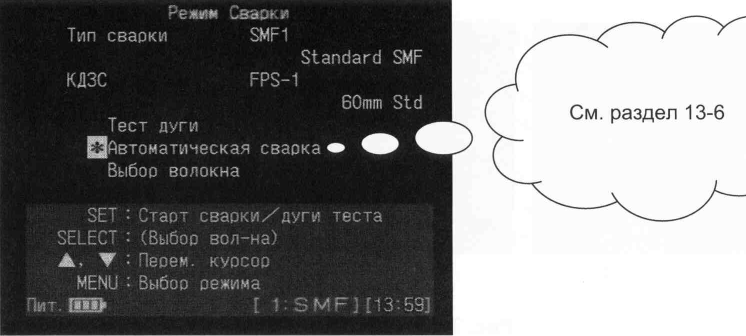 Режим Сварки
Тип сварки SMF1
Standard SMF
КДЗС FPS-1
60mm Std
Тест дуги
*Автоматическая сварка
Выбор волокна
SET : Старт сварки/дуги теста
SELECT : (Выбор вол-на)
▲, ▼ : Перем. курсор
MENU : Выбор режима
Пит. [ 1:SMF][13:59]
См. раздел 13-6